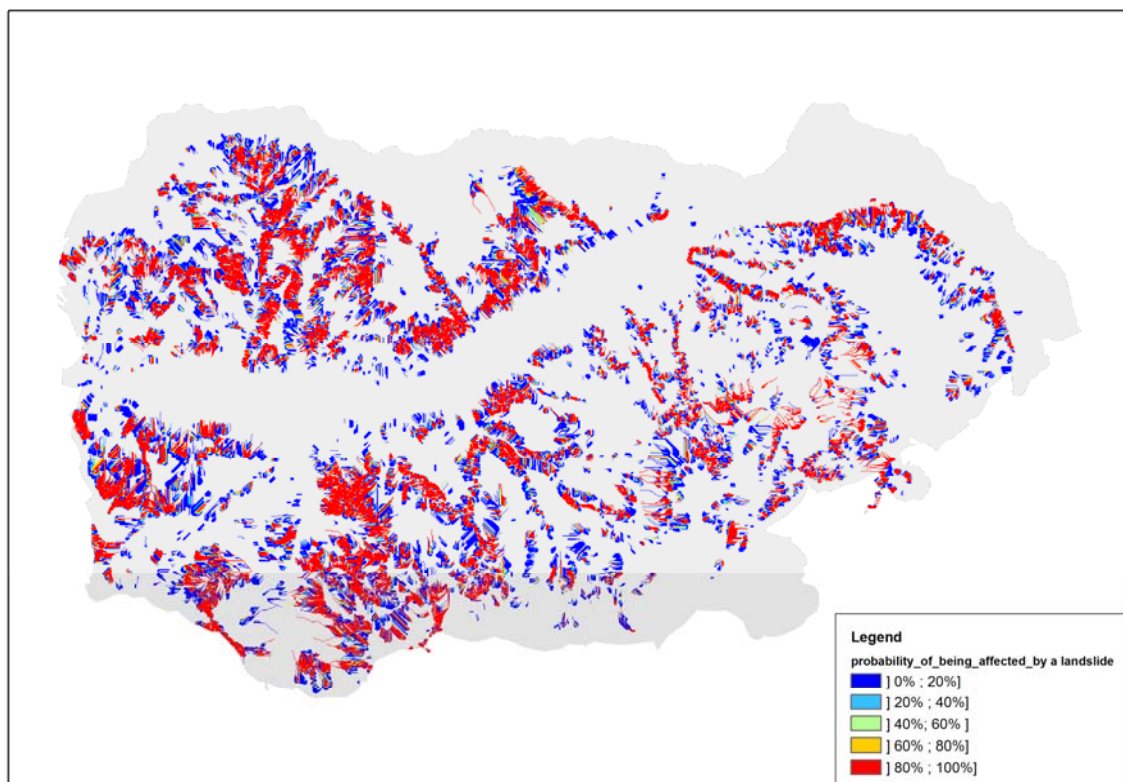 Legend
probability_of_being_affected_by a landslide
] 0% ; 20%]
] 20% ; 40%]
] 40%; 60% ]
] 60% ; 80%]
] 80% ; 100%]